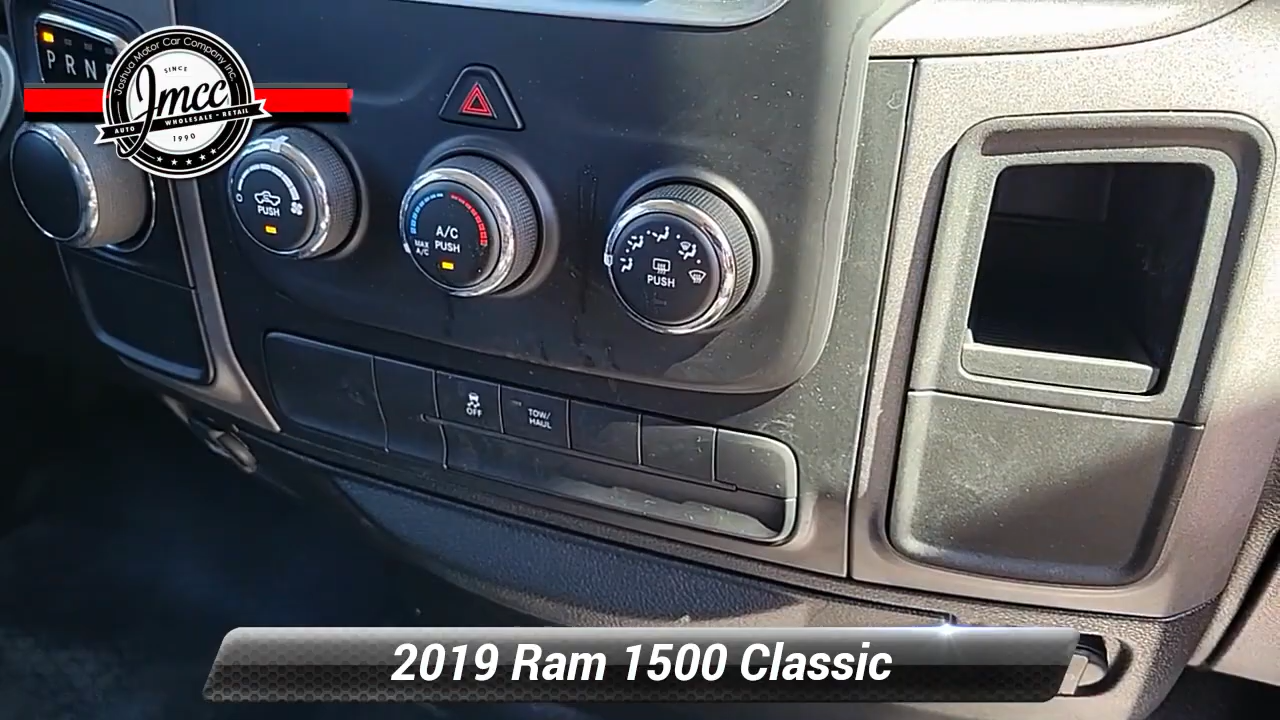 P R N
Joshua Motor Car Company Inc.
SINCE
Jmcc
AUTO WHOLESALE - RETAIL
1990
PUSH
A/C
PUSH
MAX
A/C
PUSH
OFF
TOW/
HAUL
2019 Ram 1500 Classic